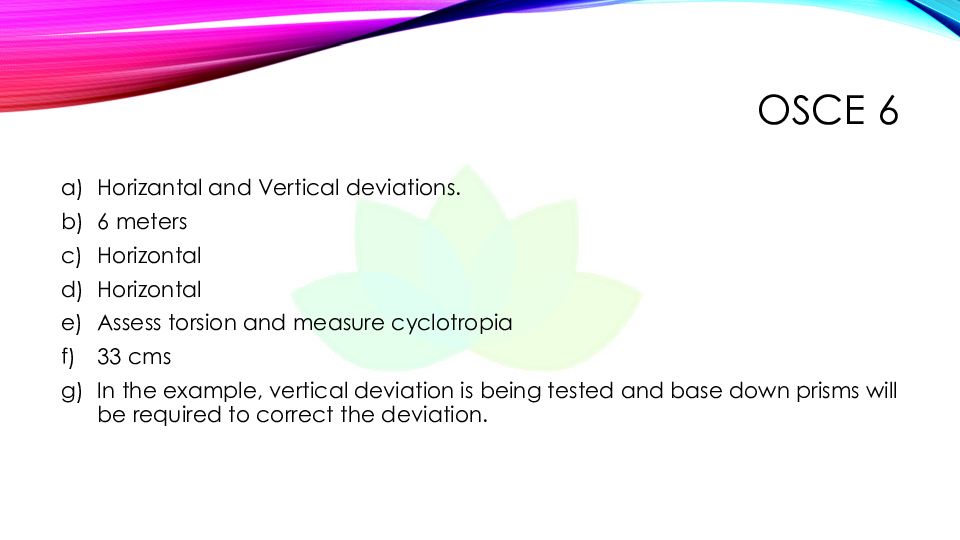 OSCE 6
a) Horizantal and Vertical deviations.
b) 6 meters
c) Horizontal
d) Horizontal
e) Assess torsion and measure cyclotropia
f) 33 cms
g) In the example, vertical deviation is being tested and base down prisms will
be required to correct the deviation.